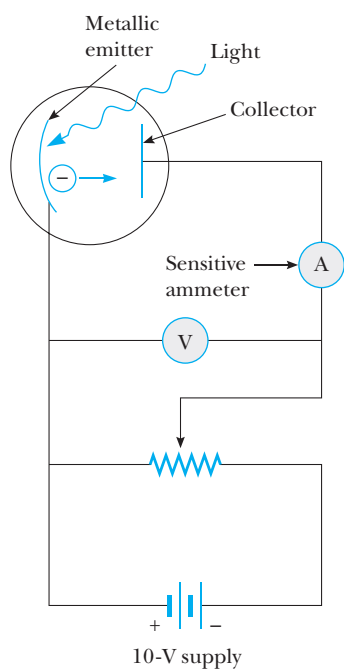 Metallic
emitter
Light
Collector
−
Sensitive
ammeter
A
V
+ −
10-V supply